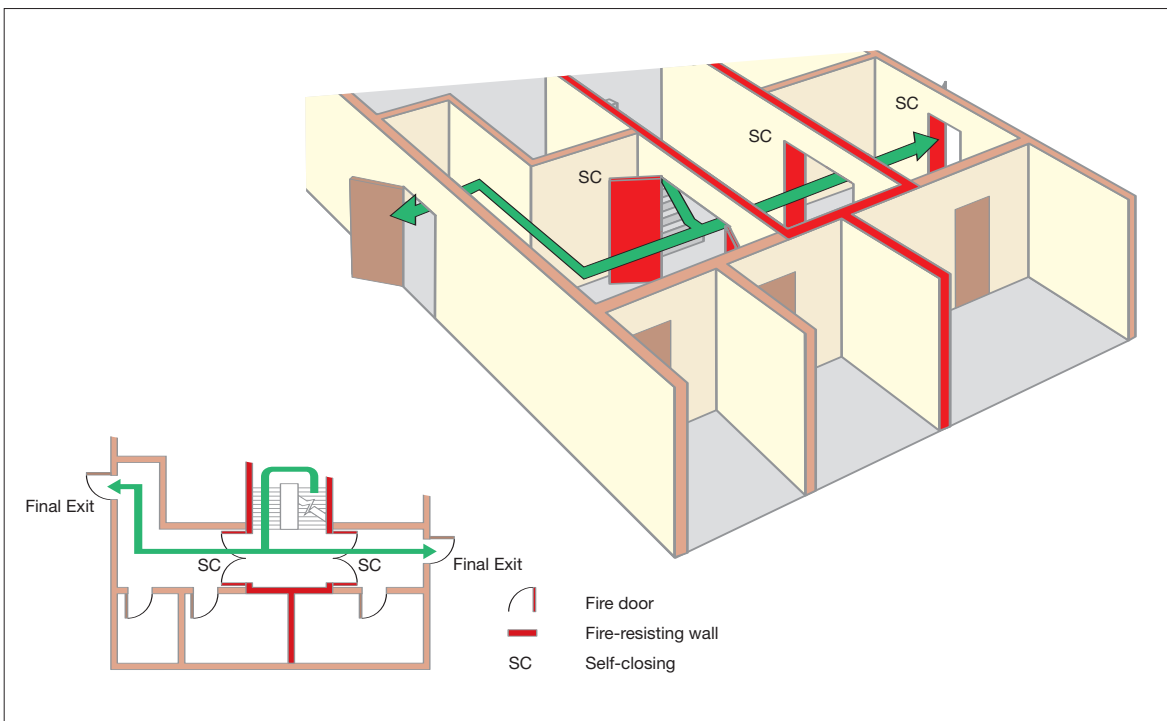 SC
SC
SC
Final Exit
SC
SC
Final Exit
Fire door
Fire-resisting wall
SC
Self-closing